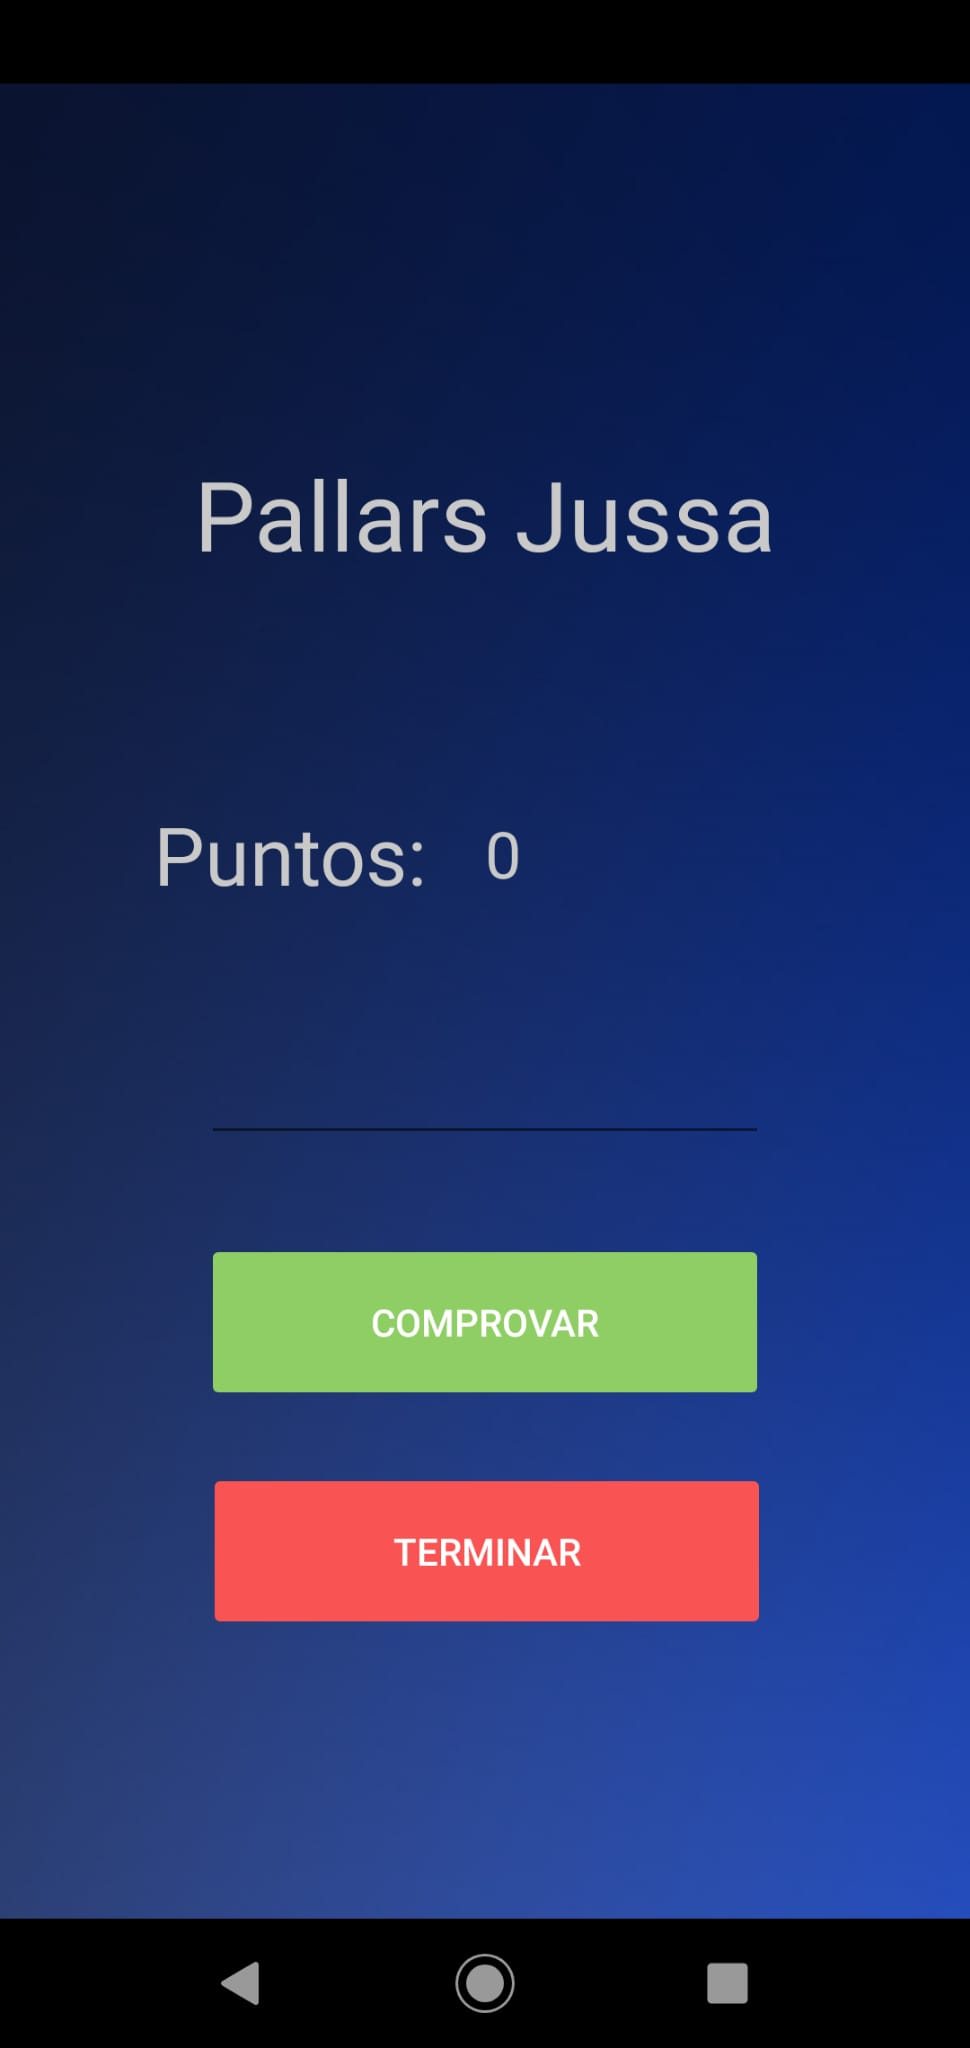 Pallars Jussa
Puntos: 0
COMPROVAR
TERMINAR